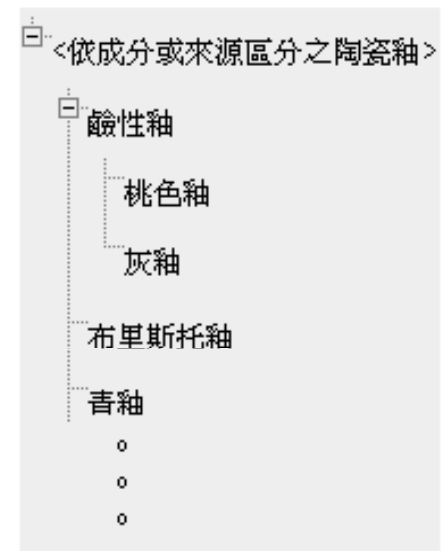 <依成分或來源區分之陶瓷釉>
鹼性釉
桃色釉
灰釉
布里斯托釉
青釉
。
。
。